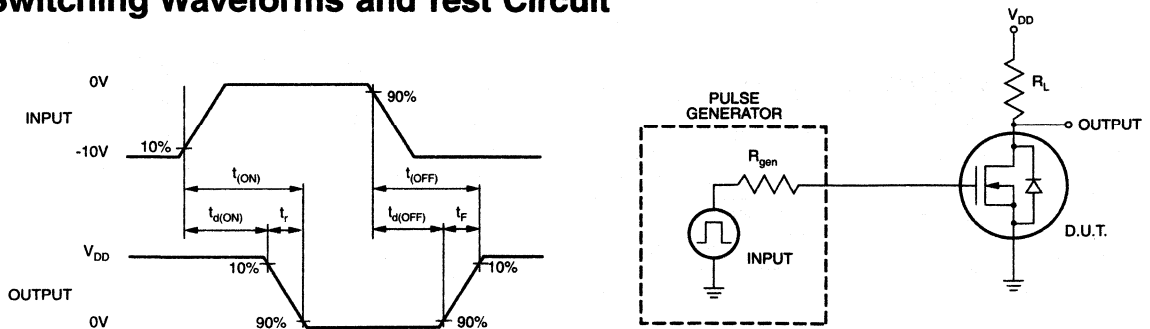 Switching Waveforms and Test Circuit
0V
INPUT
-10V
10%
90%
t(ON)
t(OFF)
td(ON)
tr
td(OFF)
tF
VDD
10%
10%
OUTPUT
0V
90%
90%
PULSE
GENERATOR
Rgen
INPUT
VDD
RL
OUTPUT
D.U.T.